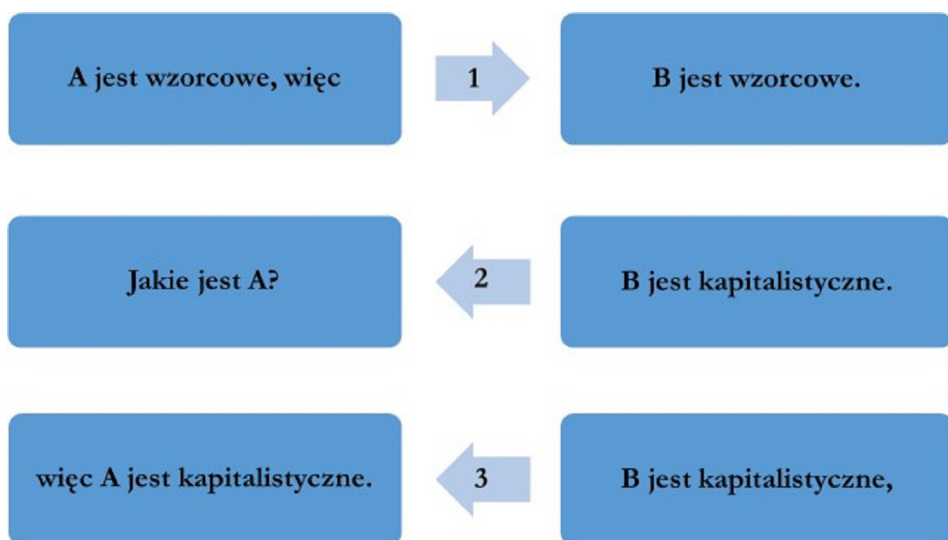 A jest wzorcowe, więc
1
B jest wzorcowe.
Jakie jest A?
2
B jest kapitalistyczne.
więc A jest kapitalistyczne.
3
B jest kapitalistyczne,